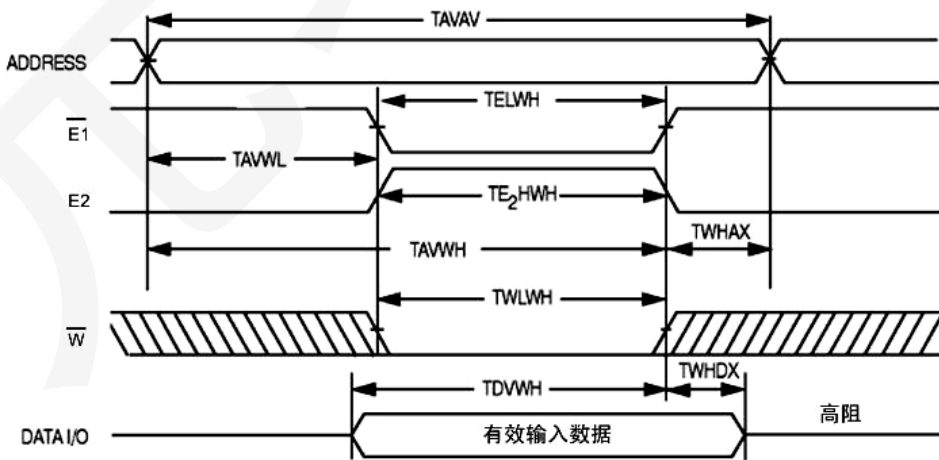 TAVAV
ADDRESS
TELWH
E1
TAVWL
E2
TE2HWH
TAVWH
TWHAX
TWLWH
W
TDVWH
TWHDX
高阻
DATA I/O
有效输入数据